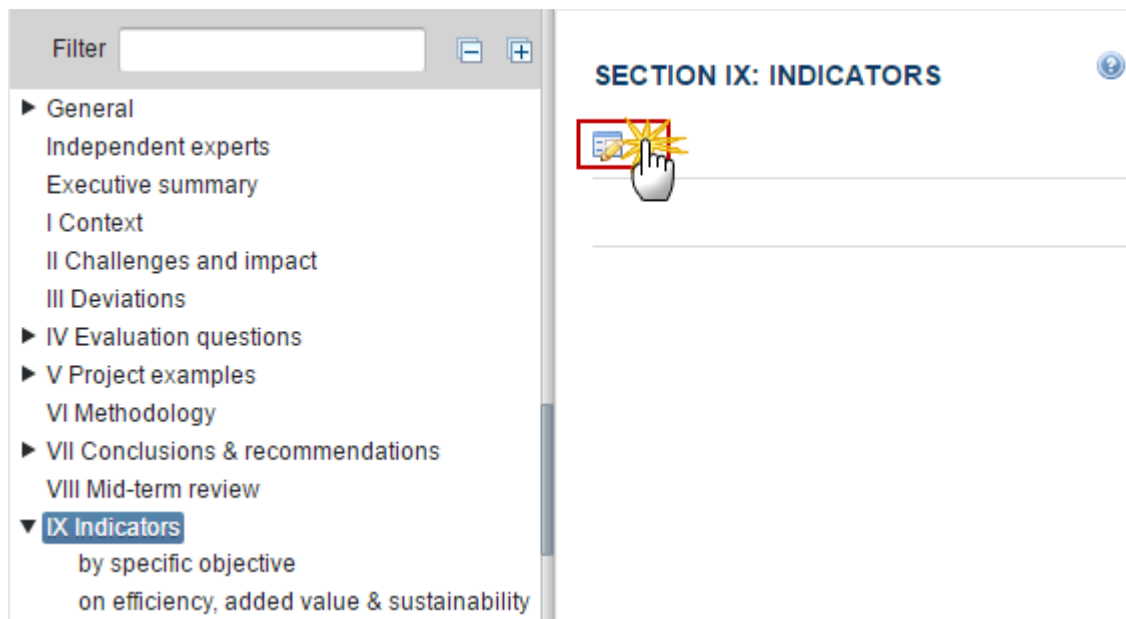 Filter
General
Independent experts
Executive summary
I Context
II Challenges and impact
III Deviations
IV Evaluation questions
V Project examples
VI Methodology
VII Conclusions & recommendations
VIII Mid-term review
IX Indicators
by specific objective
on efficiency, added value & sustainability
SECTION IX: INDICATORS